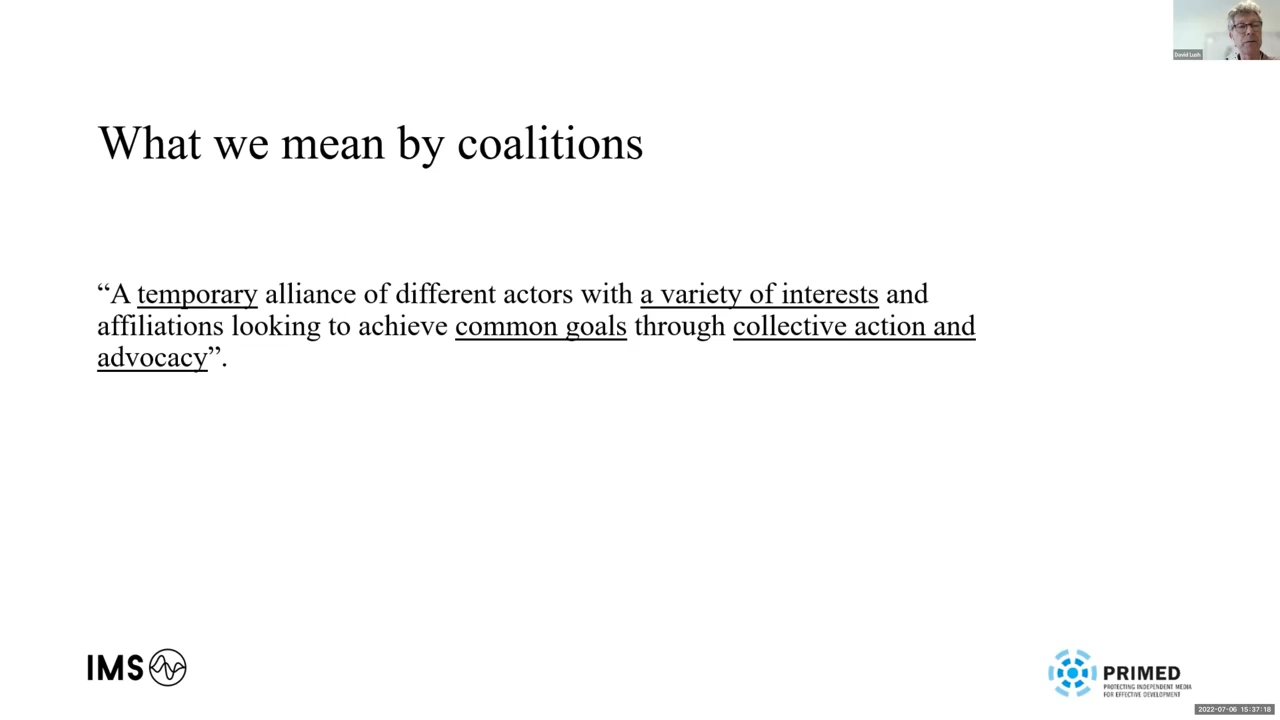 David Lush
What we mean by coalitions
“A temporary alliance of different actors with a variety of interests and
affiliations looking to achieve common goals through collective action and
advocacy”.
IMS
PRIMED
PROTECTING INDEPENDENT MEDIA
FOR EFFECTIVE DEVELOPMENT
2022-07-06 15:37:18